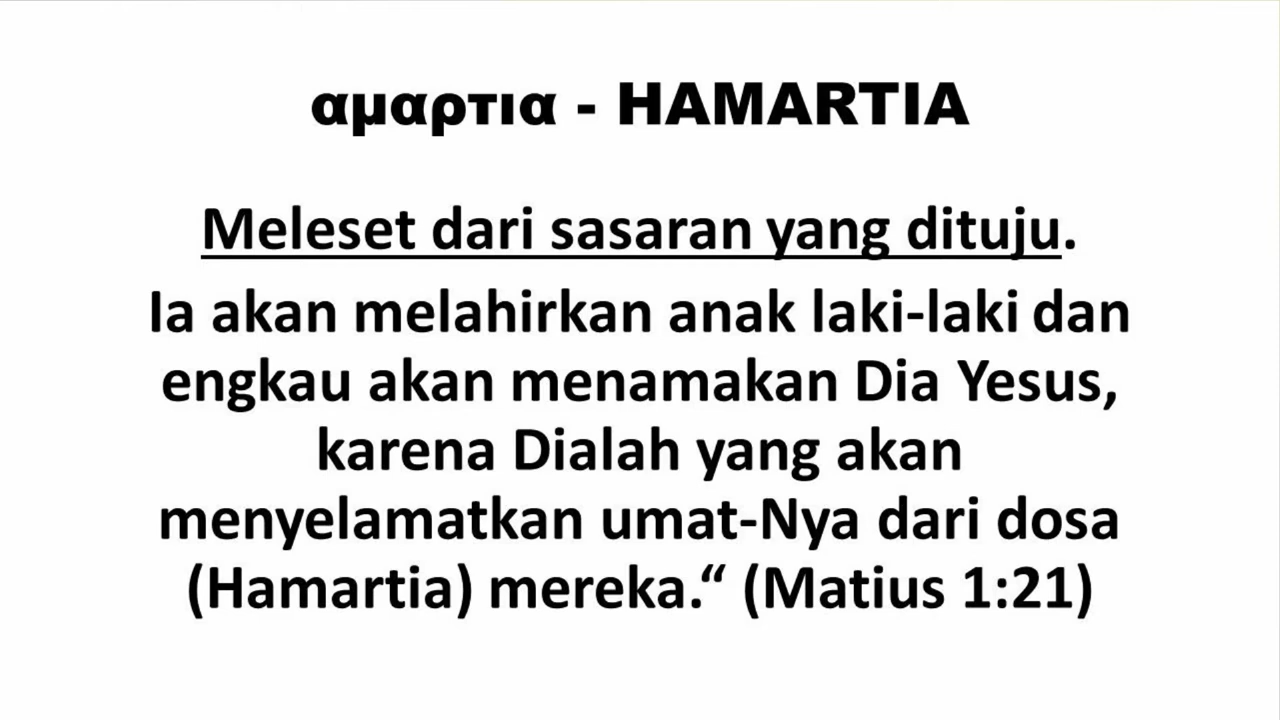 αμαρτια - HAMARTIA
Meleset dari sasaran yang dituju.
Ia akan melahirkan anak laki-laki dan
engkau akan menamakan Dia Yesus,
karena Dialah yang akan
menyelamatkan umat-Nya dari dosa
(Hamartia) mereka.“ (Matius 1:21)